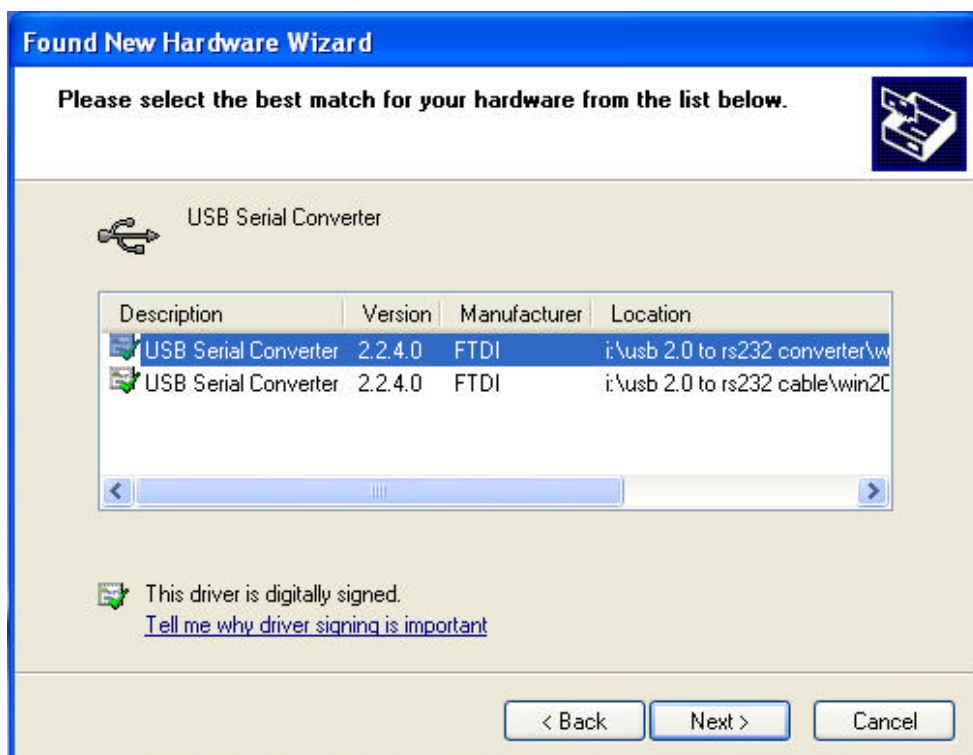 Found New Hardware Wizard
Please select the best match for your hardware from the list below.
USB Serial Converter
Description Version Manufacturer Location
USB Serial Converter 2.2.4.0 FTDI i:\usb 2.0 to rs232 converter\w
USB Serial Converter 2.2.4.0 FTDI i:\usb 2.0 to rs232 cable\win20
This driver is digitally signed.
Tell me why driver signing is important
< Back Next > Cancel